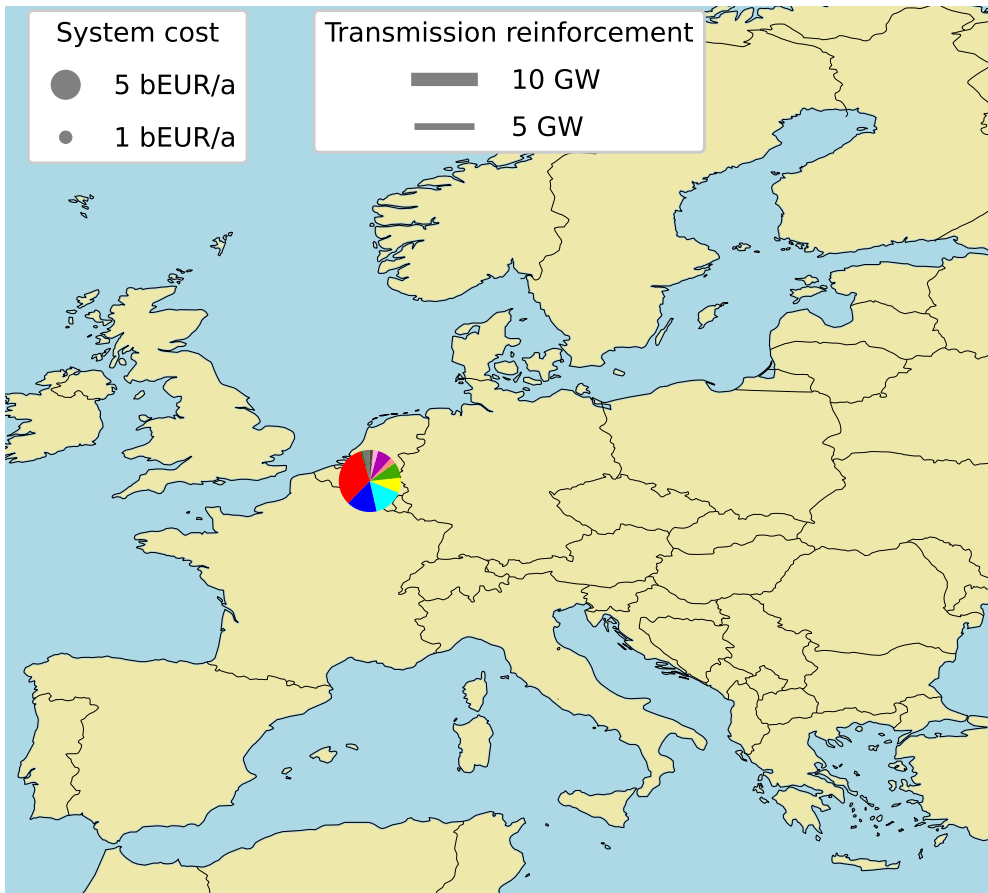 System cost
5 bEUR/a
1 bEUR/a
Transmission reinforcement
10 GW
5 GW